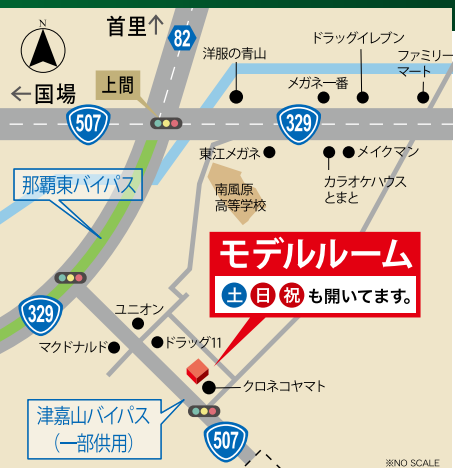 N
首里↑
82
洋服の青山
ドラッグイレブン
ファミリー
マート
メガネ一番
←国場
上間
507
329
東江メガネ
メイクマン
カラオケハウス
とまと
南風原
高等学校
那覇東バイパス
モデルルーム
土 日 祝 も開いてます。
329
ユニオン
マクドナルド
ドラッグ11
クロネコヤマト
津嘉山バイパス
（一部供用）
507
※NO SCALE